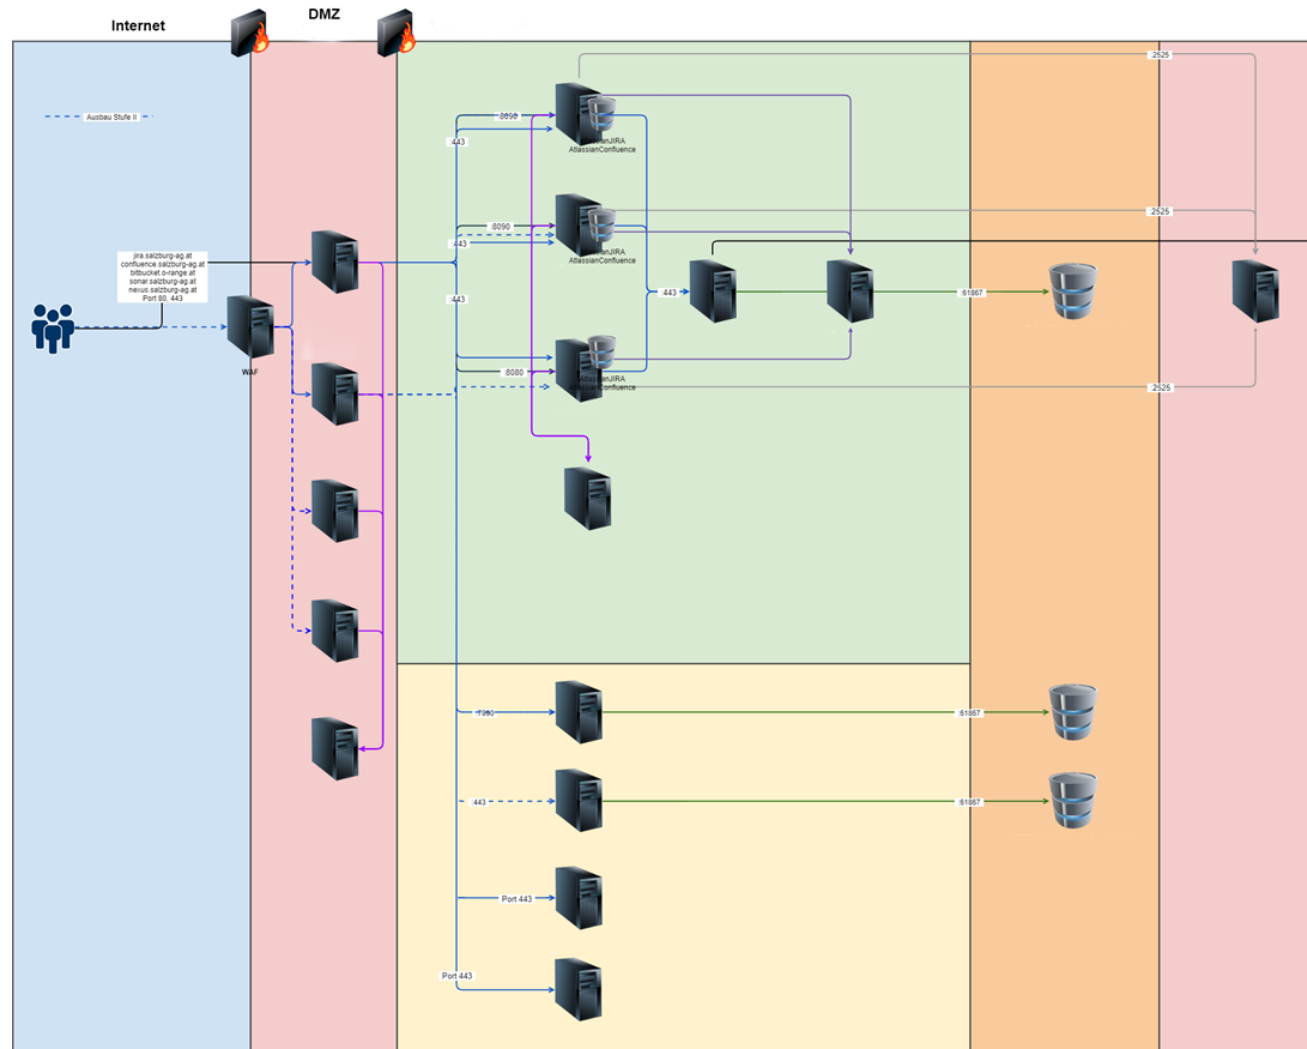 Internet
DMZ
Ausbau Stufe II
:2525
:8090
:443
AtlassianConfluence
:2525
:8090
:443
AtlassianConfluence
jira.salzburg-ag.at
confluence.salzburg-ag.at
bitbucket.o-range.at
sonar.salzburg-ag.at
nexus.salzburg-ag.at
Port 80, 443
:443
:443
:61867
WAF
:8080
AtlassianConfluence
:2525
:61867
:443
:61867
Port 443
Port 443